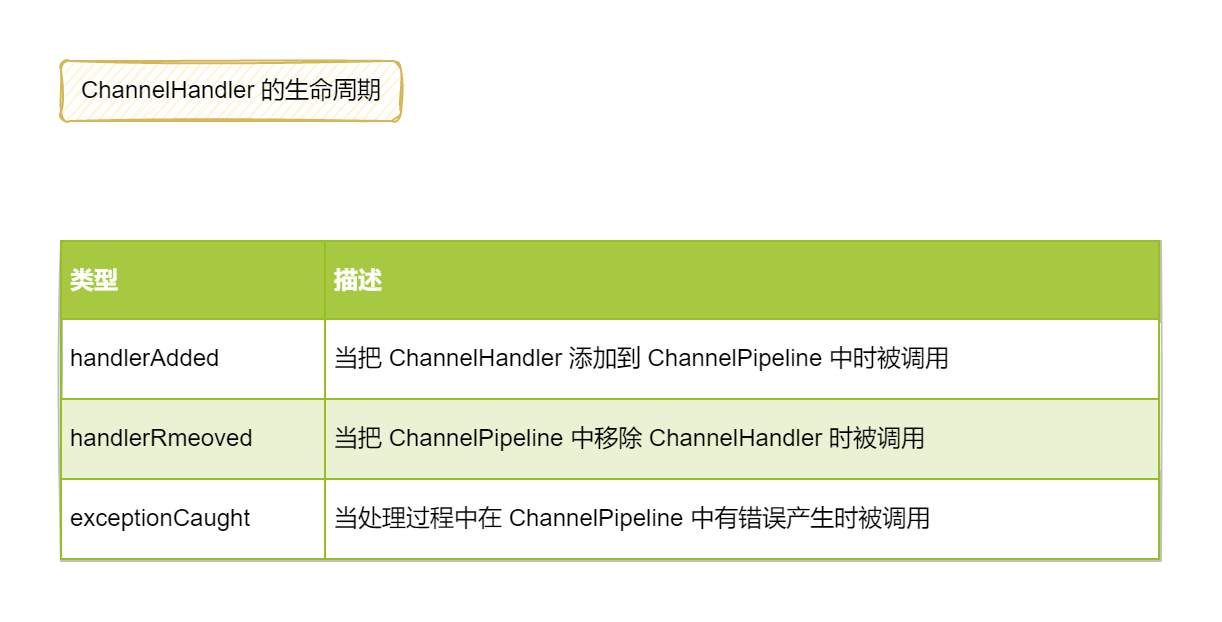 ChannelHandler 的生命周期
类型 描述
handlerAdded 当把 ChannelHandler 添加到 ChannelPipeline 中时被调用
handlerRmeoved 当把 ChannelPipeline 中移除 ChannelHandler 时被调用
exceptionCaught 当处理过程中在 ChannelPipeline 中有错误产生时被调用